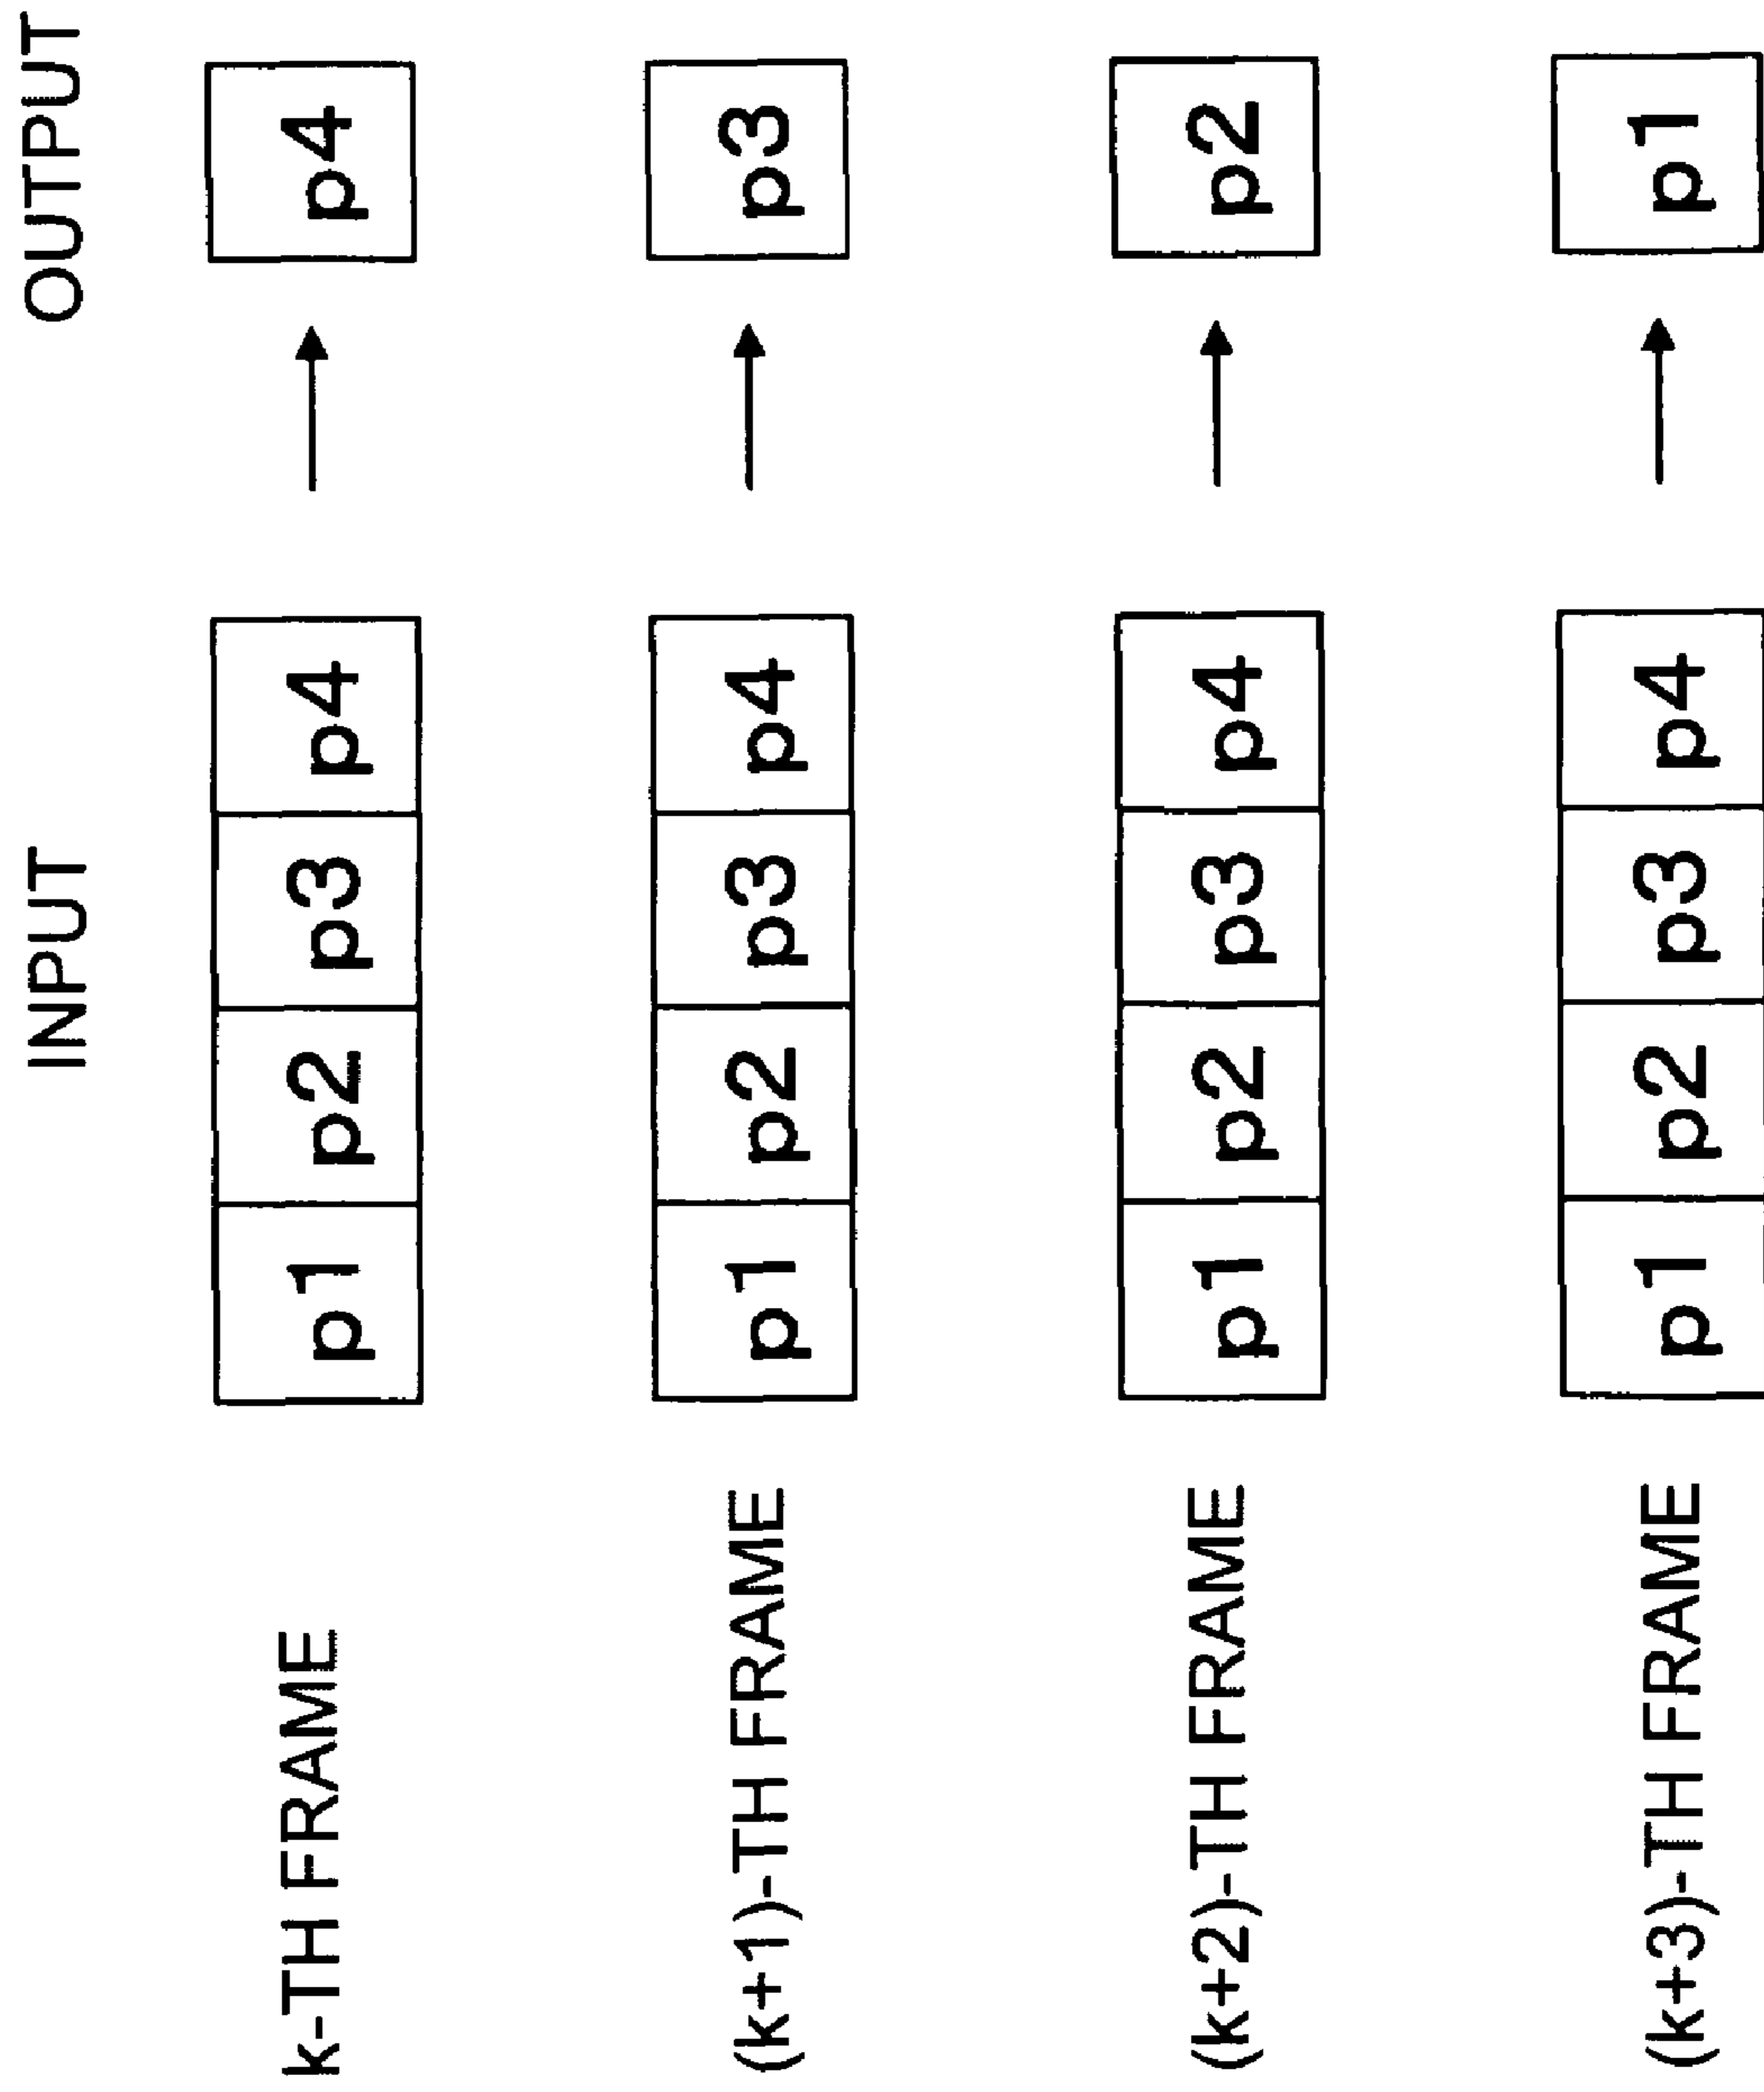 INPUT OUTPUT
k-TH FRAME p1 p2 p3 p4 p4
(k+1)-TH FRAME p1 p2 p3 p4 p3
(k+2)-TH FRAME p1 p2 p3 p4 p2
(k+3)-TH FRAME p1 p2 p3 p4 p1